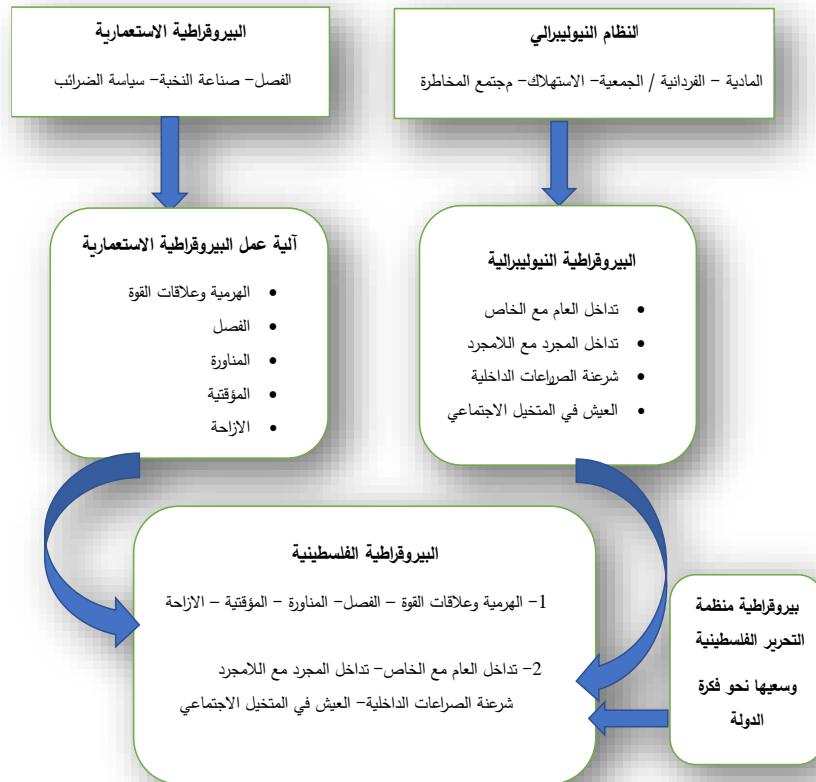 النظام النيوليبرالي
المادية – الفردانية / الجمعية– الاستهلاك– مجتمع المخاطرة
البيروقراطية الاستعمارية
الفصل– صناعة النخبة– سياسة الضرائب
البيروقراطية النيوليبرالية
• تداخل العام مع الخاص
• تداخل المجرد مع اللامجرد
• شرعنة الصراعات الداخلية
• العيش في المتخيل الاجتماعي
آلية عمل البيروقراطية الاستعمارية
• الهرمية وعلاقات القوة
• الفصل
• المناورة
• المؤقتية
• الازاحة
البيروقراطية الفلسطينية
1– الهرمية وعلاقات القوة – الفصل– المناورة – المؤقتية – الازاحة
2– تداخل العام مع الخاص– تداخل المجرد مع اللامجرد
شرعنة الصراعات الداخلية– العيش في المتخيل الاجتماعي
بيروقراطية منظمة
التحرير الفلسطينية
وسعيها نحو فكرة
الدولة